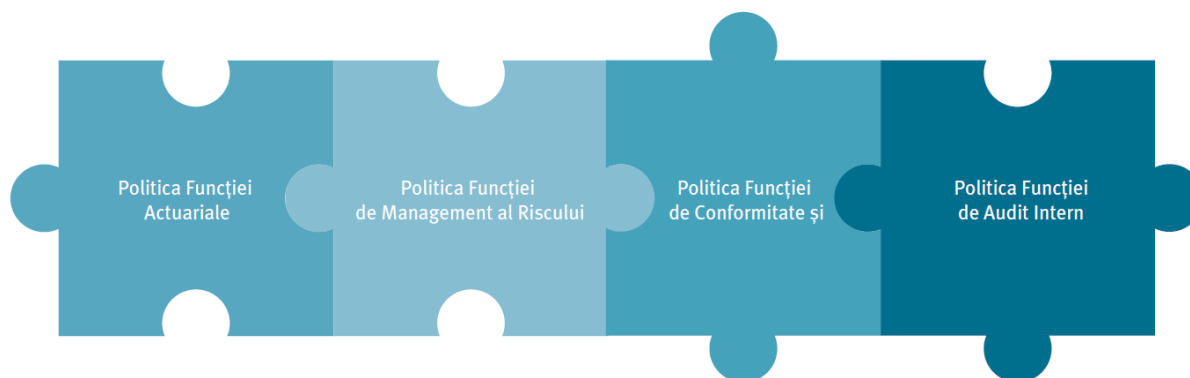 Politica Funcției
Actuariale
Politica Funcției
de Management al Riscului
Politica Funcției
de Conformitate și
Politica Funcției
de Audit Intern